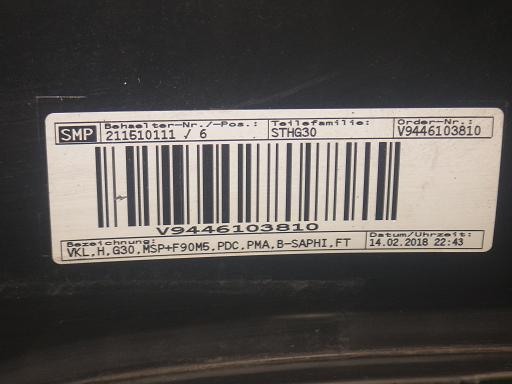 SMP Behaelter-Nr./-Pos.: Teilefamilie: Order-Nr.:
211510111 / 6 STHG30 V9446103810
V9446103810
Bezeichnung: Datum/Uhrzeit:
VKL,H,G30,MSP+F90M5,PDC,PMA,B-SAPHI,FT 14.02.2018 22:43